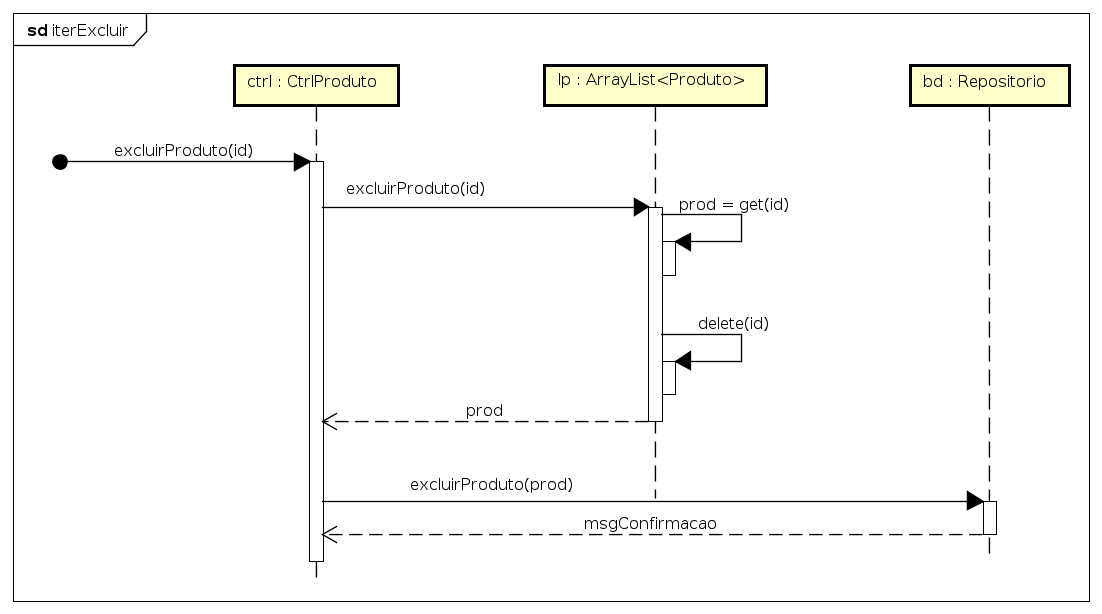 sd iterExcluir
ctrl : CtrlProduto
lp : ArrayList<Produto>
bd : Repositorio
excluirProduto(id)
excluirProduto(id)
prod = get(id)
delete(id)
prod
excluirProduto(prod)
msgConfirmacao